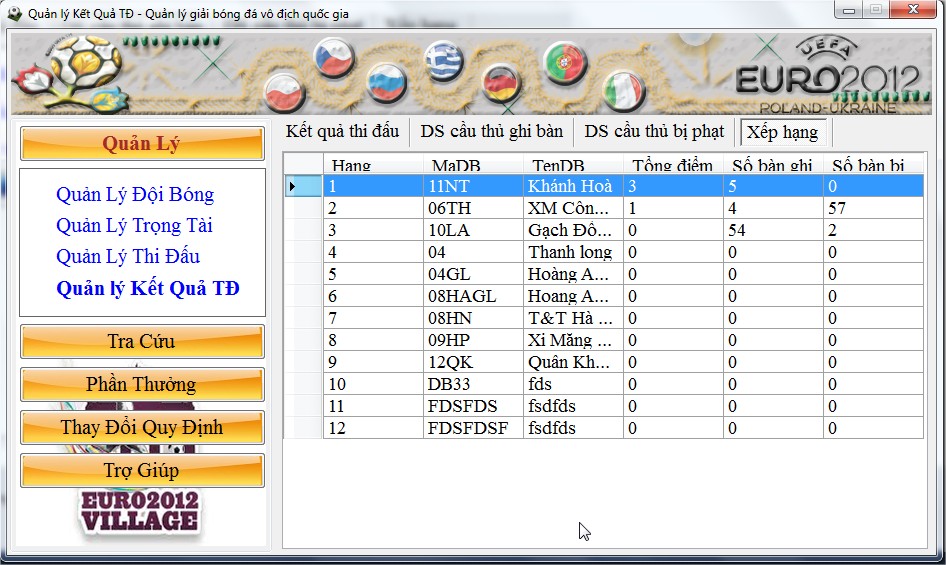 Quản lý Kết Quả TĐ - Quản lý giải bóng đá vô địch quốc gia
UEFA
EURO2012
POLAND-UKRAINE
Quản Lý
Quản Lý Đội Bóng
Quản Lý Trọng Tài
Quản Lý Thi Đấu
Quản lý Kết Quả TĐ
Tra Cứu
Phần Thưởng
Thay Đổi Quy Định
Trợ Giúp
EURO2012
VILLAGE
Kết quả thi đấu DS cầu thủ ghi bàn DS cầu thủ bị phạt Xếp hạng
Hang MaDB TenDB Tổng điểm Số bàn ghi Số bàn bị
1 11NT Khánh Hoà 3 5 0
2 06TH XM Côn... 1 4 57
3 10LA Gạch Đồ... 0 54 2
4 04 Thanh long 0 0 0
5 04GL Hoàng A... 0 0 0
6 08HAGL Hoang A... 0 0 0
7 08HN T&T Hà ... 0 0 0
8 09HP Xi Măng ... 0 0 0
9 12QK Quân Kh... 0 0 0
10 DB33 fds 0 0 0
11 FDSFDS fsdfds 0 0 0
12 FDSFDSF fsdfds 0 0 0